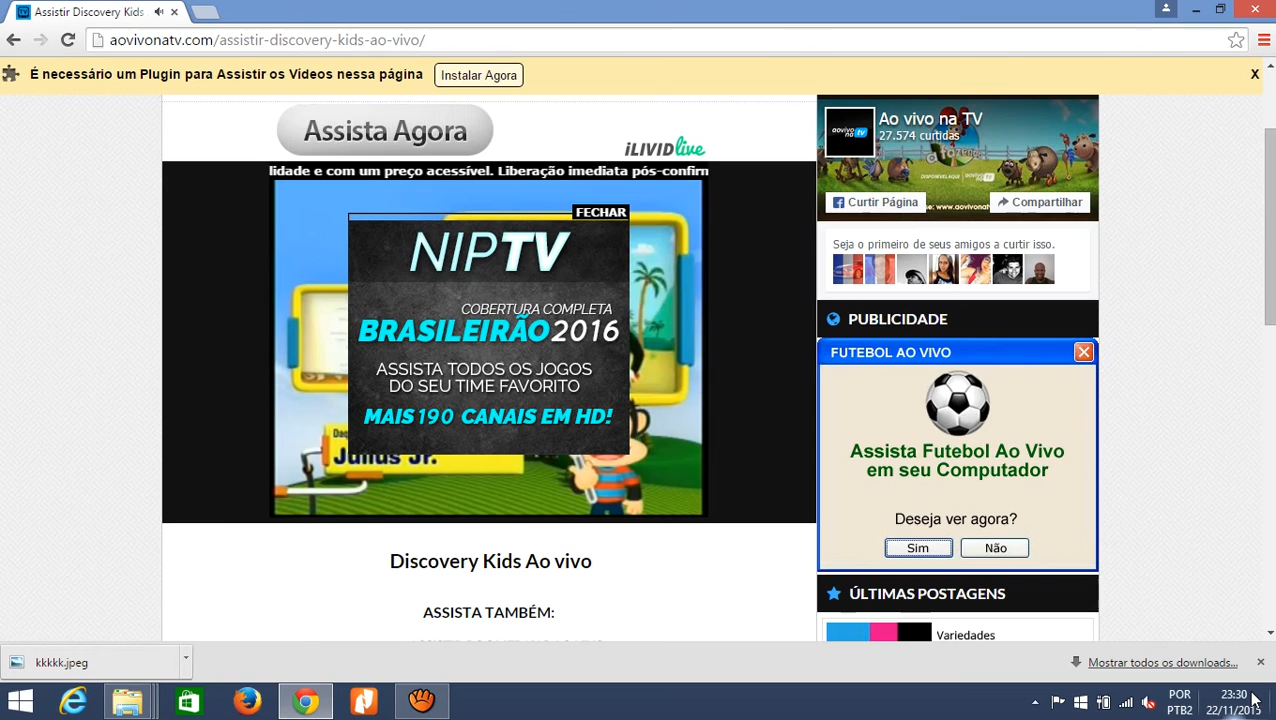 Assistir Discovery Kids
aovivonatv.com/assistir-discovery-kids-ao-vivo/
É necessário um Plugin para Assistir os Vídeos nessa página
Instalar Agora
X
Assista Agora
iLIVIDlive
lidade e com um preço acessível. Liberação imediata pós-confirm
FECHAR
NIPTV
COBERTURA COMPLETA
BRASILEIRÃO 2016
ASSISTA TODOS OS JOGOS
DO SEU TIME FAVORITO
MAIS 190 CANAIS EM HD!
Julius Jr.
Discovery Kids Ao vivo
ASSISTA TAMBÉM:
Ao vivo na TV
27.574 curtidas
DISPONÍVEL AQUI
Curtir Página
Compartilhar
Seja o primeiro de seus amigos a curtir isso.
PUBLICIDADE
FUTEBOL AO VIVO
Assista Futebol Ao Vivo
em seu Computador
Deseja ver agora?
Sim
Não
ÚLTIMAS POSTAGENS
Variedades
kkkkk.jpeg
Mostrar todos os downloads...
POR
PTB2
23:30
22/11/2015